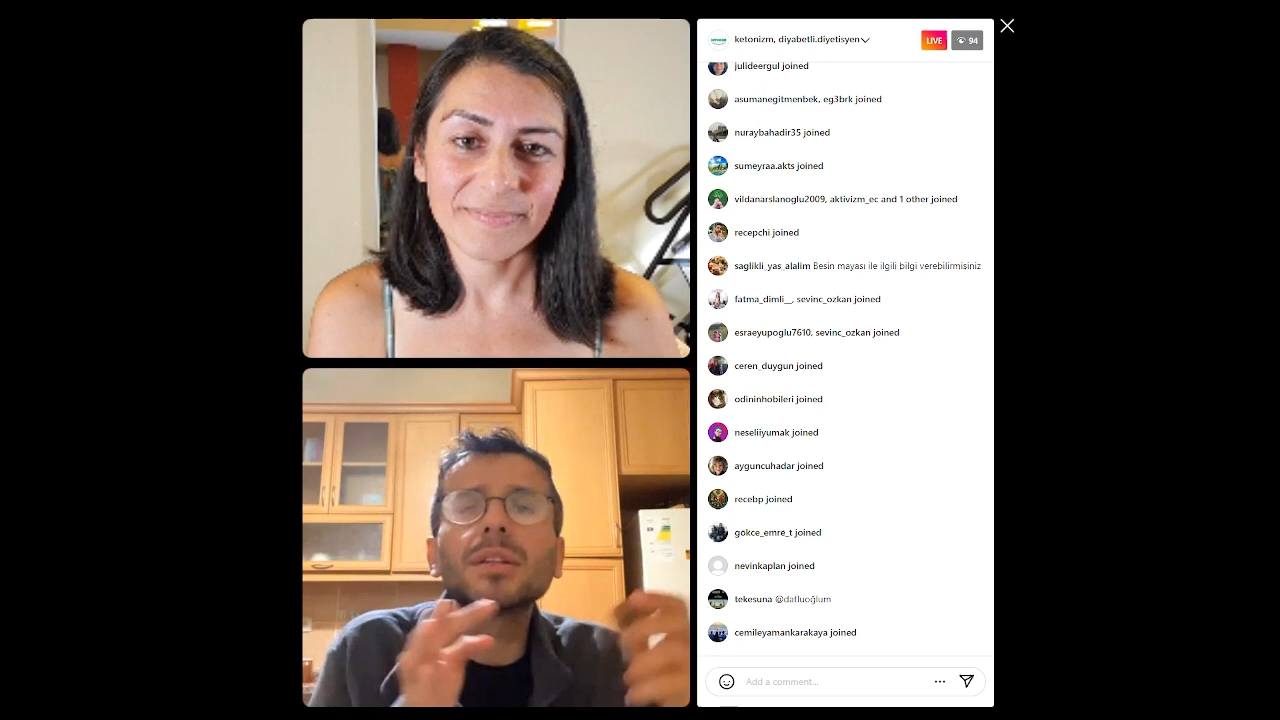 ketonizm, diyabetli.diyetisyen
LIVE
94
julideergul joined
asumanegitmenbek, eg3brk joined
nuraybahadir35 joined
sumeyraa.akts joined
vildanarslanoglu2009, aktivizm_ec and 1 other joined
recepchi joined
saglikli_yas_alalim Besin mayası ile ilgili bilgi verebilirmisiniz
fatma_dimli__, sevinc_ozkan joined
esraeyupoglu7610, sevinc_ozkan joined
ceren_duygun joined
odininhobileri joined
neseliiyumak joined
ayguncuhadar joined
recebp joined
gokce_emre_t joined
nevinkaplan joined
tekesuna @datluoğlum
cemileyamankarakaya joined
Add a comment...